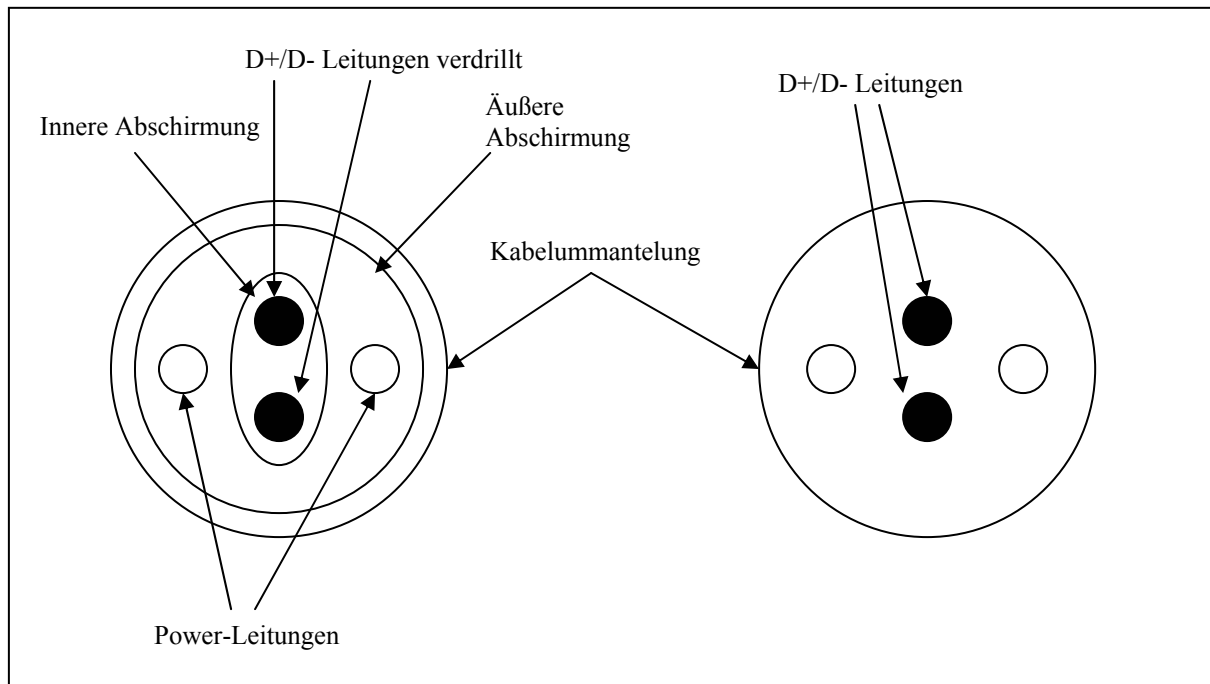 D+/D- Leitungen verdrillt
Innere Abschirmung
Äußere
Abschirmung
Kabelummantelung
Power-Leitungen
D+/D- Leitungen